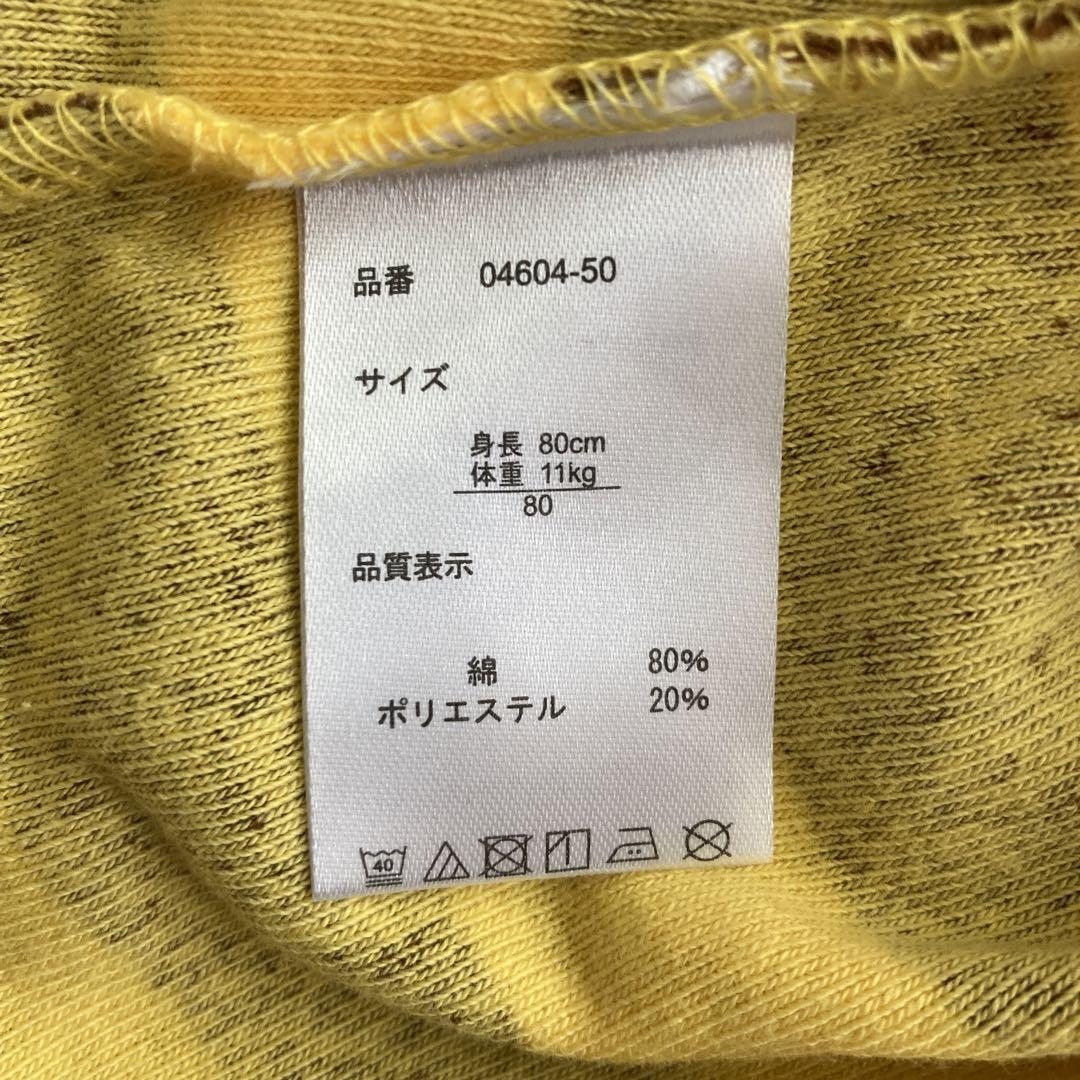 品番 04604-50
サイズ
身長 80cm
体重 11kg
80
品質表示
綿 80%
ポリエステル 20%
40